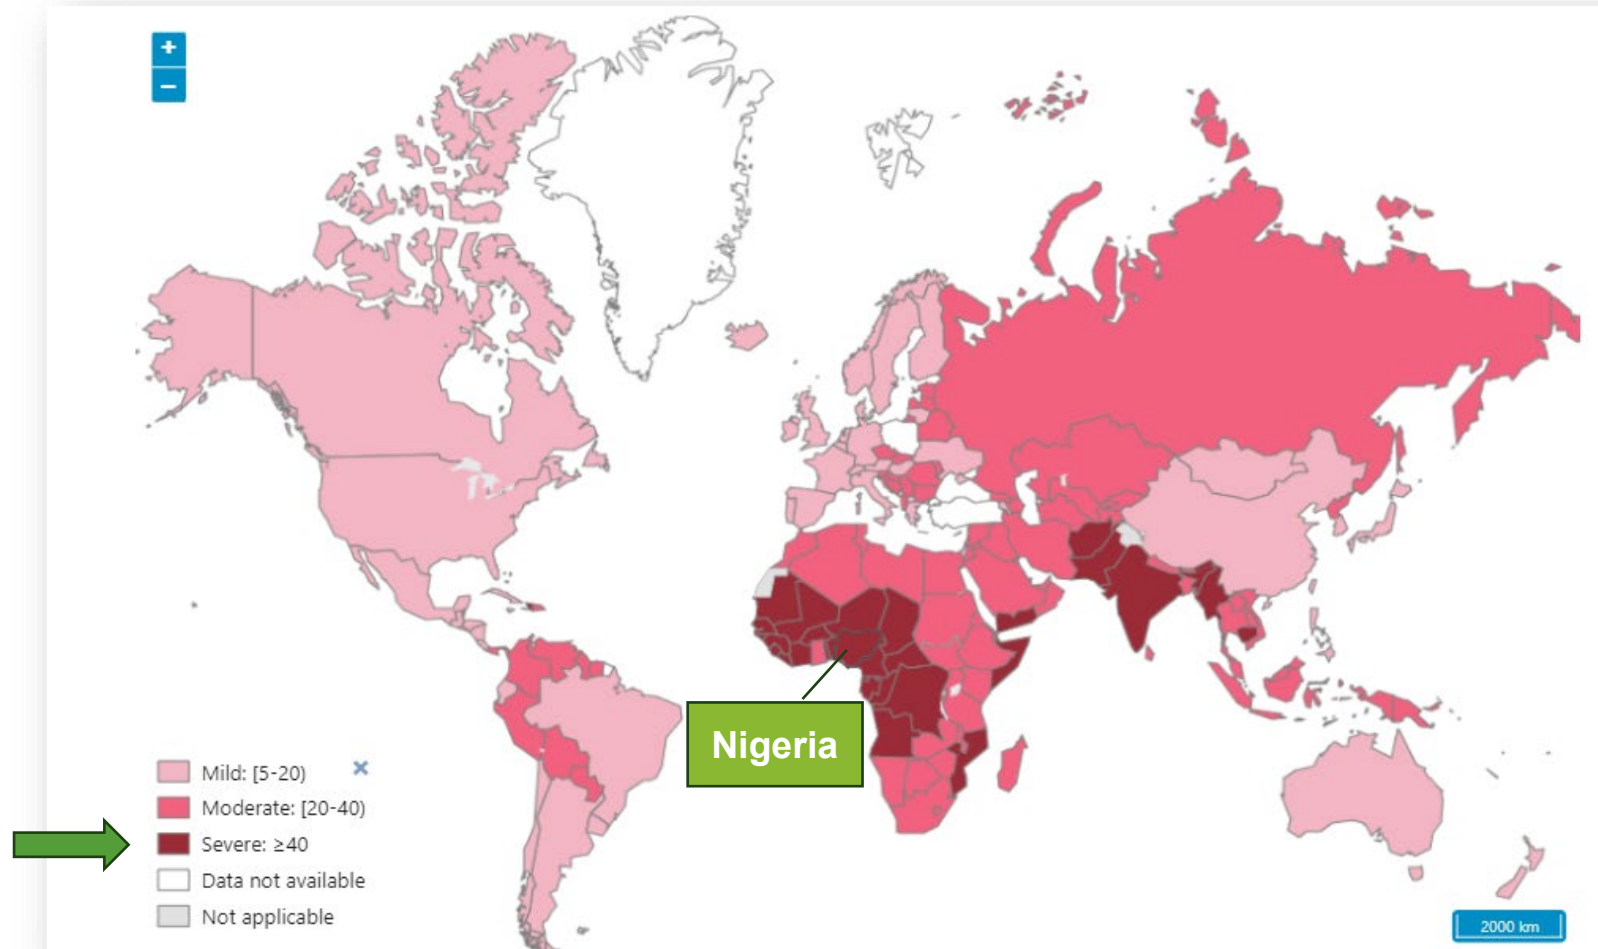 +
−
Nigeria
Mild: [5-20)
Moderate: [20-40)
Severe: ≥40
Data not available
Not applicable
2000 km